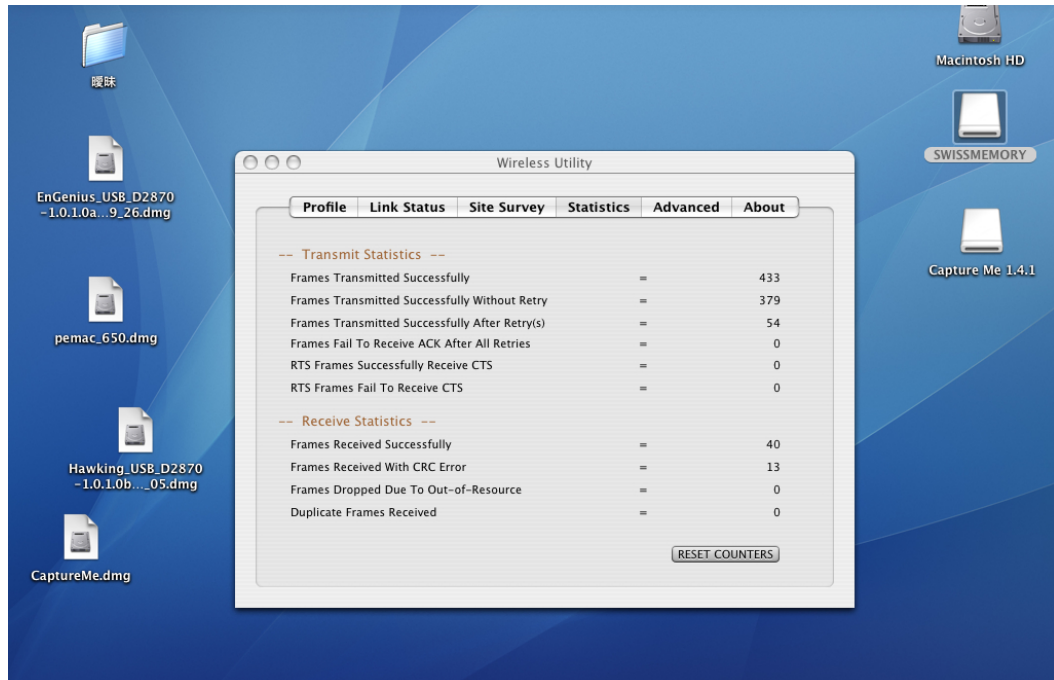 曖昧
EnGenius_USB_D2870
-1.0.1.0a...9_26.dmg
pemac_650.dmg
Hawking_USB_D2870
-1.0.1.0b..._05.dmg
CaptureMe.dmg
Wireless Utility
Profile Link Status Site Survey Statistics Advanced About
-- Transmit Statistics --
Frames Transmitted Successfully = 433
Frames Transmitted Successfully Without Retry = 379
Frames Transmitted Successfully After Retry(s) = 54
Frames Fail To Receive ACK After All Retries = 0
RTS Frames Successfully Receive CTS = 0
RTS Frames Fail To Receive CTS = 0
-- Receive Statistics --
Frames Received Successfully = 40
Frames Received With CRC Error = 13
Frames Dropped Due To Out-of-Resource = 0
Duplicate Frames Received = 0
RESET COUNTERS
Macintosh HD
SWISSMEMORY
Capture Me 1.4.1